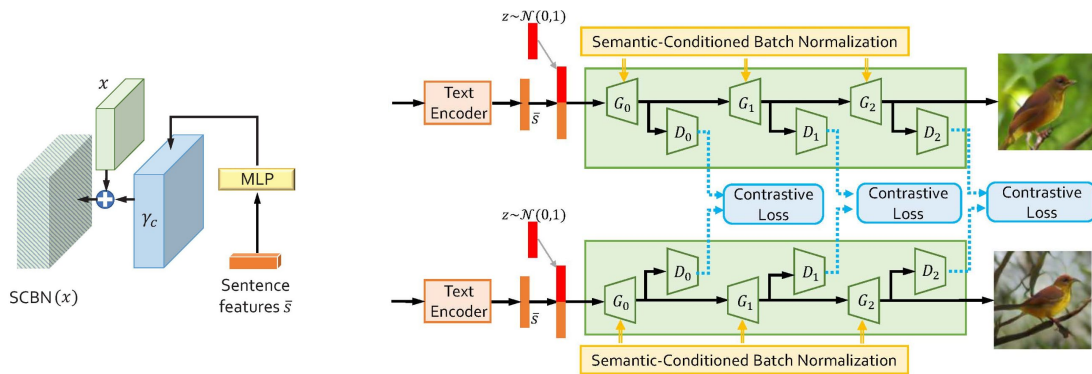 x
γc
MLP
SCBN(x)
Sentence
features s̄
z~𝒩(0,1)
Semantic-Conditioned Batch Normalization
Text
Encoder
s̄
G₀
G₁
G₂
D₀
D₁
D₂
Contrastive
Loss
Contrastive
Loss
Contrastive
Loss
z~𝒩(0,1)
D₀
D₁
D₂
Text
Encoder
s̄
G₀
G₁
G₂
Semantic-Conditioned Batch Normalization